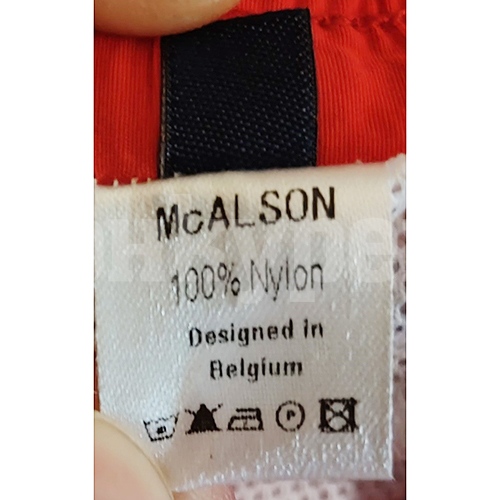 McALSON
100% Nylon
Designed in
Belgium
P